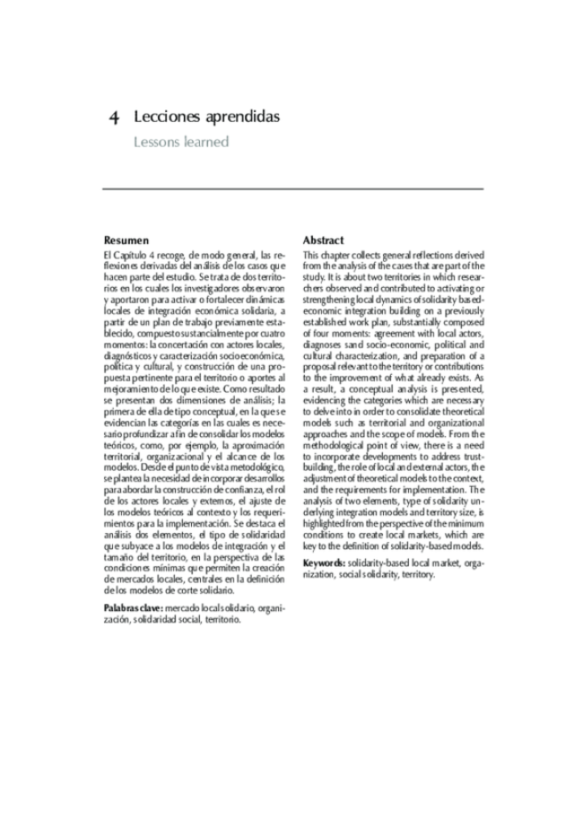 4 Lecciones aprendidas
Lessons learned
Resumen
El Capítulo 4 recoge, de modo general, las re-
flexiones derivadas del análisis de los casos que
hacen parte del estudio. Se trata de dos territo-
rios en los cuales los investigadores observaron
y aportaron para activar o fortalecer dinámicas
locales de integración económica solidaria, a
partir de un plan de trabajo previamente esta-
blecido, compuesto sustancialmente por cuatro
momentos: la concertación con actores locales,
diagnósticos y caracterización socioeconómica,
política y cultural, y construcción de una pro-
puesta pertinente para el territorio o aportes al
mejoramiento de lo que existe. Como resultado
se presentan dos dimensiones de análisis; la
primera de ella de tipo conceptual, en la que se
evidencian las categorías en las cuales es nece-
sario profundizar a fin de consolidar los modelos
teóricos, como, por ejemplo, la aproximación
territorial, organizacional y el alcance de los
modelos. Desde el punto de vista metodológico,
se plantea la necesidad de incorporar desarrollos
para abordar la construcción de confianza, el rol
de los actores locales y externos, el ajuste de
los modelos teóricos al contexto y los requeri-
mientos para la implementación. Se destaca el
análisis dos elementos, el tipo de solidaridad
que subyace a los modelos de integración y el
tamaño del territorio, en la perspectiva de las
condiciones mínimas que permiten la creación
de mercados locales, centrales en la definición
de los modelos de corte solidario.
Palabras clave: mercado local solidario, organi-
zación, solidaridad social, territorio.
Abstract
This chapter collects general reflections derived
from the analysis of the cases that are part of the
study. It is about two territories in which resear-
chers observed and contributed to activating or
strengthening local dynamics of solidarity based-
economic integration building on a previously
established work plan, substantially composed
of four moments: agreement with local actors,
diagnoses sand socio-economic, political and
cultural characterization, and preparation of a
proposal relevant to the territory or contributions
to the improvement of what already exists. As
a result, a conceptual analysis is presented,
evidencing the categories which are necessary
to delve into in order to consolidate theoretical
models such as territorial and organizational
approaches and the scope of models. From the
methodological point of view, there is a need
to incorporate developments to address trust-
building, the role of local and external actors, the
adjustment of theoretical models to the context,
and the requirements for implementation. The
analysis of two elements, type of solidarity un-
derlying integration models and territory size, is
highlighted from the perspective of the minimum
conditions to create local markets, which are
key to the definition of solidarity-based models.
Keywords: solidarity-based local market, orga-
nization, social solidarity, territory.